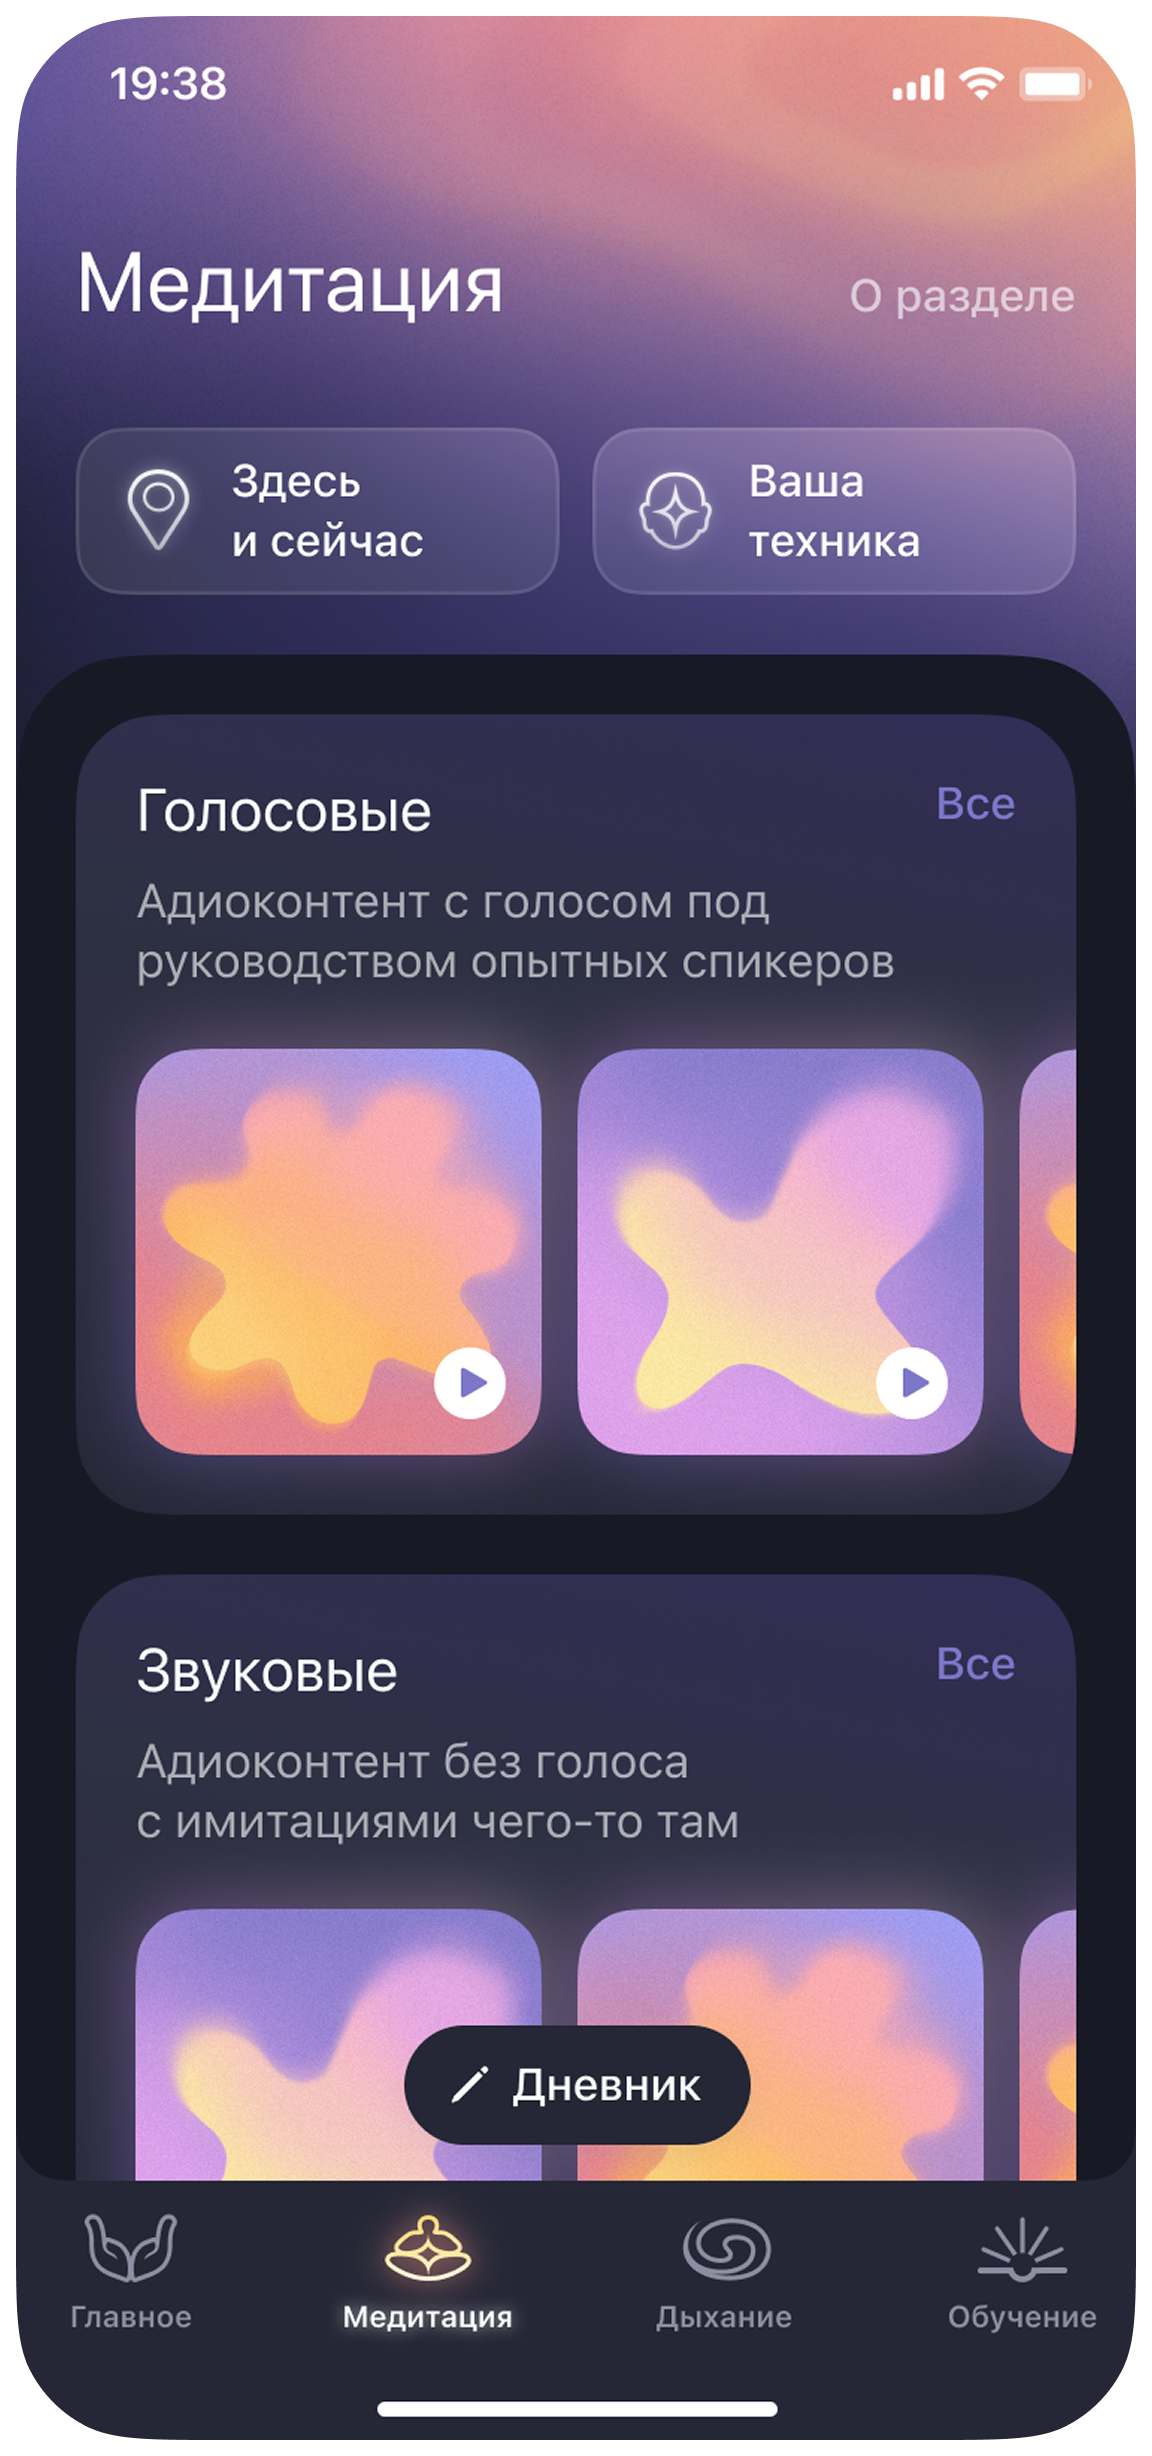 19:38
Медитация
О разделе
Здесь
и сейчас
Ваша
техника
Голосовые
Все
Адиоконтент с голосом под
руководством опытных спикеров
Звуковые
Все
Адиоконтент без голоса
с имитациями чего-то там
Дневник
Главное
Медитация
Дыхание
Обучение